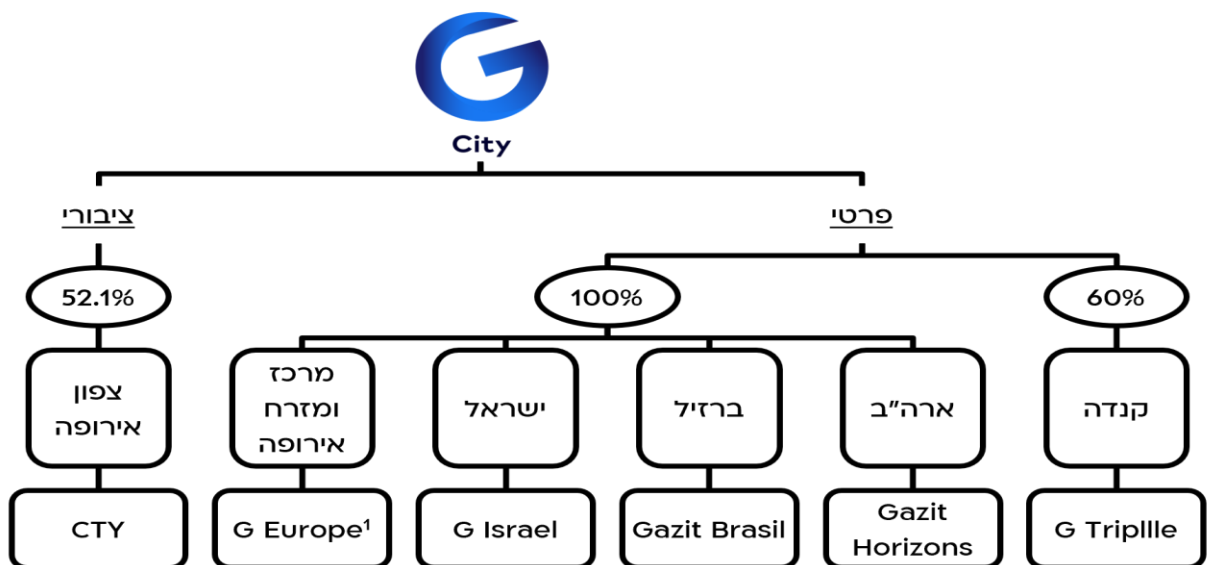 City
פרטי
ציבורי
60%
100%
52.1%
קנדה
ארה"ב
ברזיל
ישראל
מרכז
ומזרח
אירופה
צפון
אירופה
G Tripllle
Gazit
Horizons
Gazit Brasil
G Israel
G Europe¹
CTY